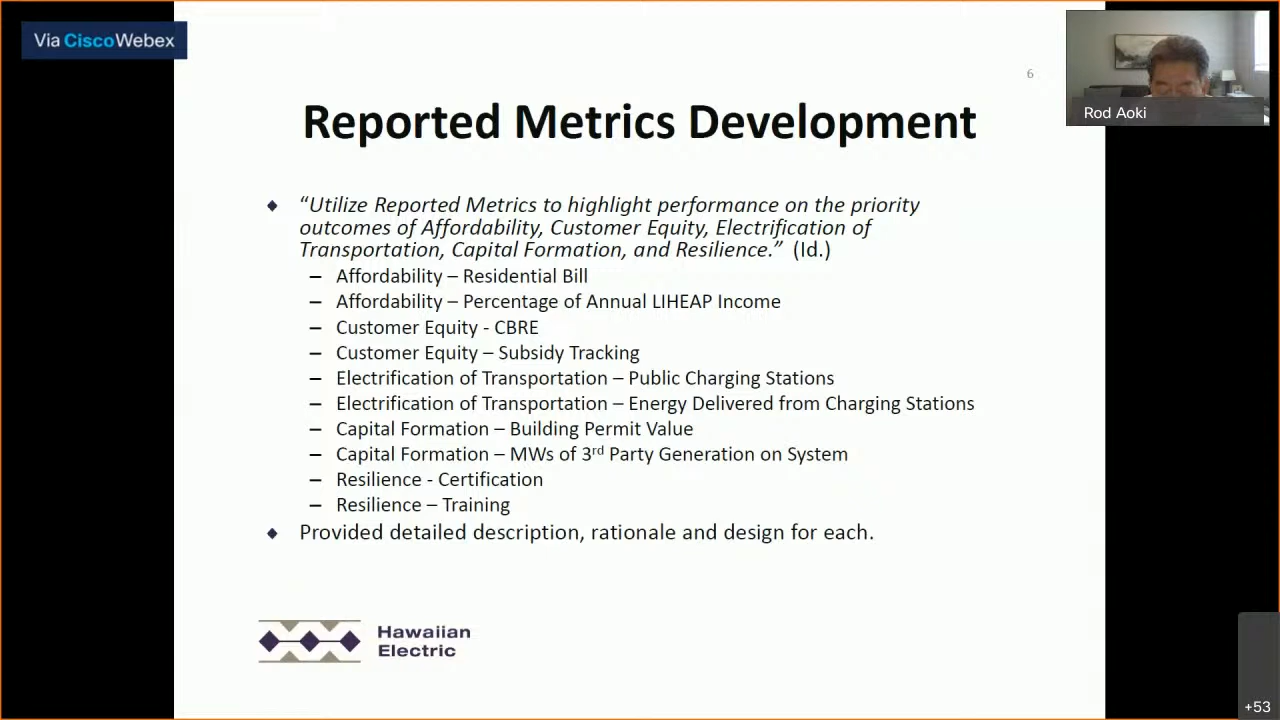 Via CiscoWebex
6
Rod Aoki
Reported Metrics Development
“Utilize Reported Metrics to highlight performance on the priority
outcomes of Affordability, Customer Equity, Electrification of
Transportation, Capital Formation, and Resilience.” (Id.)
– Affordability – Residential Bill
– Affordability – Percentage of Annual LIHEAP Income
– Customer Equity - CBRE
– Customer Equity – Subsidy Tracking
– Electrification of Transportation – Public Charging Stations
– Electrification of Transportation – Energy Delivered from Charging Stations
– Capital Formation – Building Permit Value
– Capital Formation – MWs of 3rd Party Generation on System
– Resilience - Certification
– Resilience – Training
Provided detailed description, rationale and design for each.
Hawaiian
Electric
+53